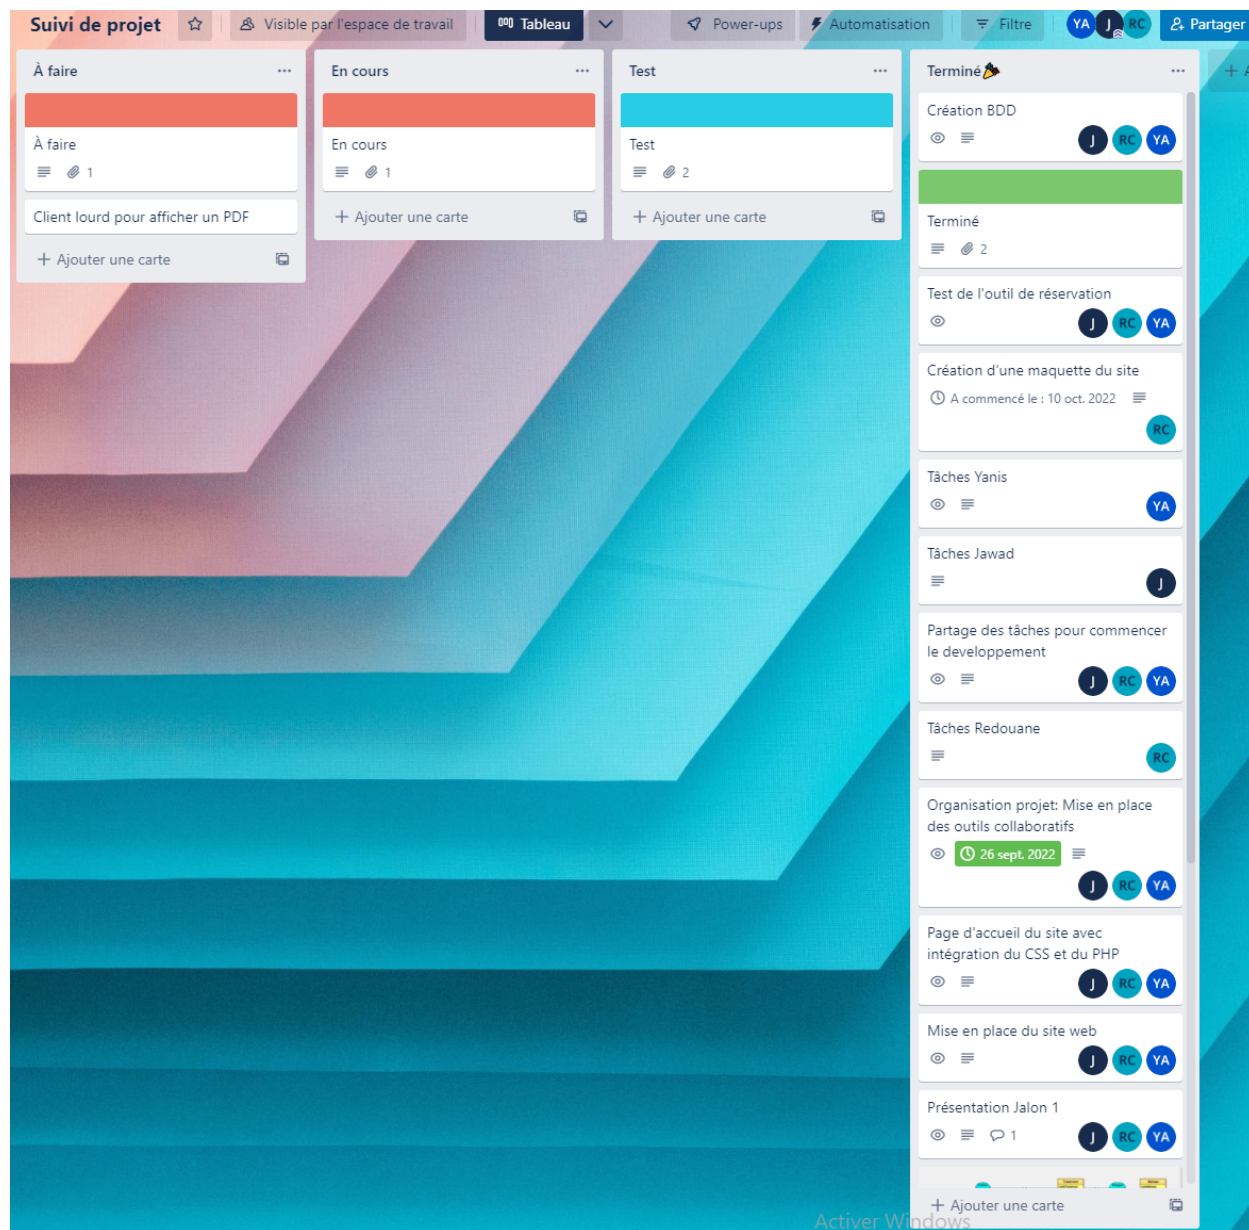 Suivi de projet
Visible par l'espace de travail
Tableau
Power-ups
Automatisation
Filtre
YA
J
RC
Partager
À faire
À faire
1
Client lourd pour afficher un PDF
Ajouter une carte
En cours
En cours
1
Ajouter une carte
Test
Test
2
Ajouter une carte
Terminé
Création BDD
J RC YA
Terminé
2
Test de l'outil de réservation
J RC YA
Création d'une maquette du site
A commencé le : 10 oct. 2022
RC
Tâches Yanis
YA
Tâches Jawad
J
Partage des tâches pour commencer
le developpement
J RC YA
Tâches Redouane
RC
Organisation projet: Mise en place
des outils collaboratifs
26 sept. 2022
J RC YA
Page d'accueil du site avec
intégration du CSS et du PHP
J RC YA
Mise en place du site web
J RC YA
Présentation Jalon 1
1
J RC YA
Ajouter une carte
Activer Windows